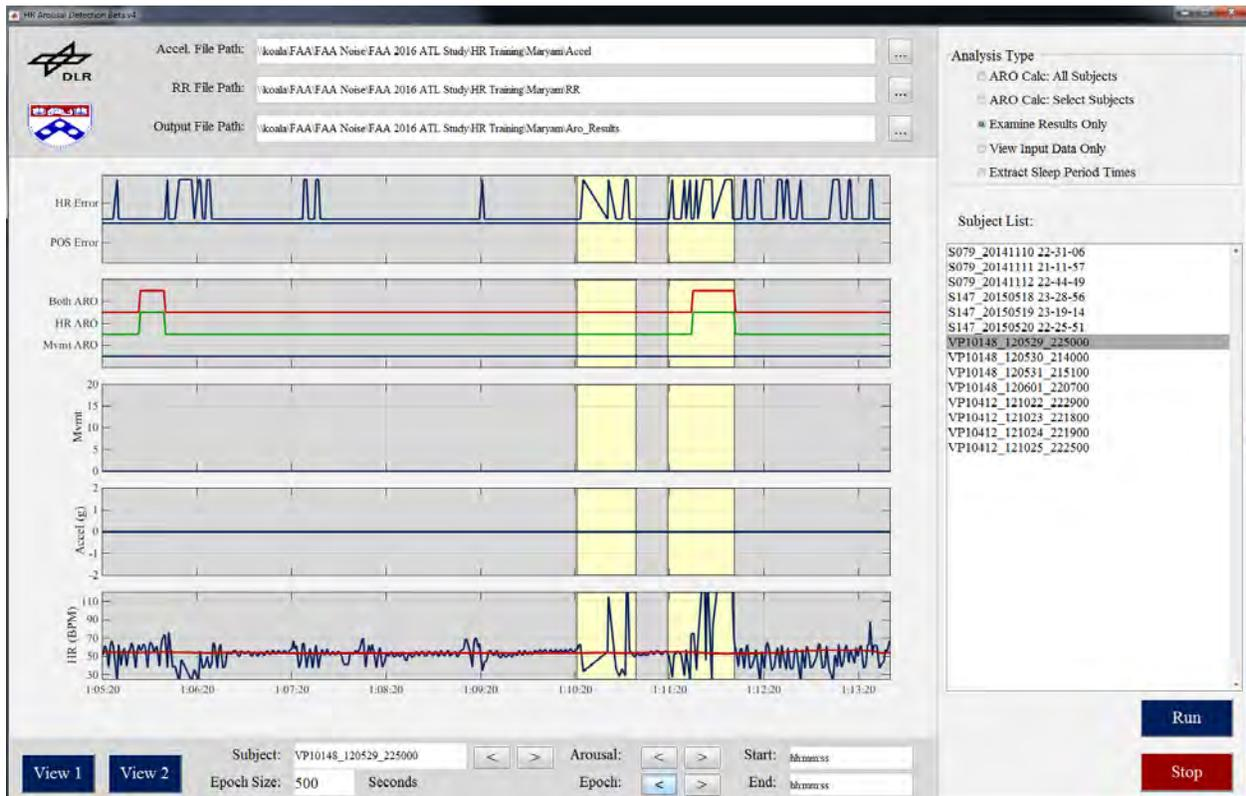 HR Arousal Detection Beta v4
DLR
Accel. File Path: \\koala\FAA\FAA Noise\FAA 2016 ATL Study\HR Training\Maryam\Accel ...
RR File Path: \\koala\FAA\FAA Noise\FAA 2016 ATL Study\HR Training\Maryam\RR ...
Output File Path: \\koala\FAA\FAA Noise\FAA 2016 ATL Study\HR Training\Maryam\Aro_Results ...
Analysis Type
ARO Calc: All Subjects
ARO Calc: Select Subjects
Examine Results Only
View Input Data Only
Extract Sleep Period Times
Subject List:
S079_20141110 22-31-06
S079_20141111 21-11-57
S079_20141112 22-44-49
S147_20150518 23-28-56
S147_20150519 23-19-14
S147_20150520 22-25-51
VP10148_120529_225000
VP10148_120530_214000
VP10148_120531_215100
VP10148_120601_220700
VP10412_121022_222900
VP10412_121023_221800
VP10412_121024_221900
VP10412_121025_222500
HR Error
POS Error
Both ARO
HR ARO
Mvmt ARO
Mvmt
20
15
10
5
0
Accel (g)
2
1
0
-1
-2
HR (BPM)
110
90
70
50
30
1:05:20 1:06:20 1:07:20 1:08:20 1:09:20 1:10:20 1:11:20 1:12:20 1:13:20
Run
Stop
View 1
View 2
Subject: VP10148_120529_225000 < > Arousal: < > Start: hh:mm:ss
Epoch Size: 500 Seconds Epoch: < > End: hh:mm:ss